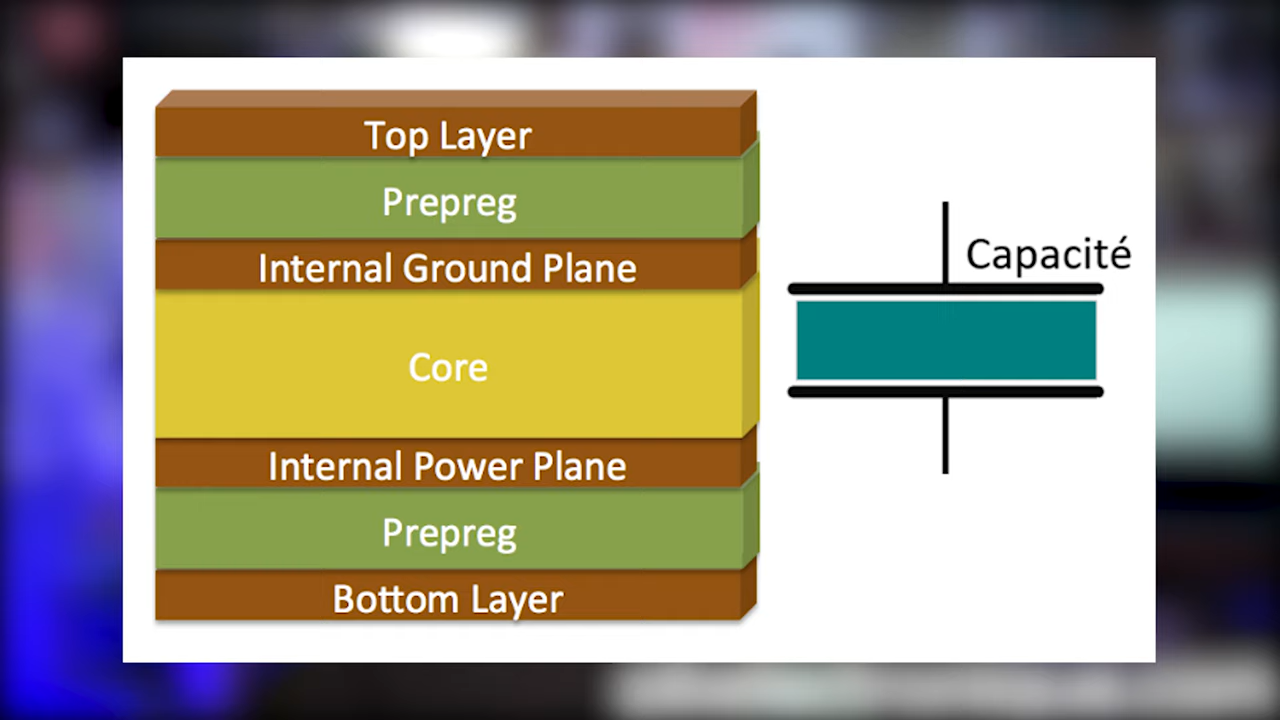 Top Layer
Prepreg
Internal Ground Plane
Capacité
Core
Internal Power Plane
Prepreg
Bottom Layer